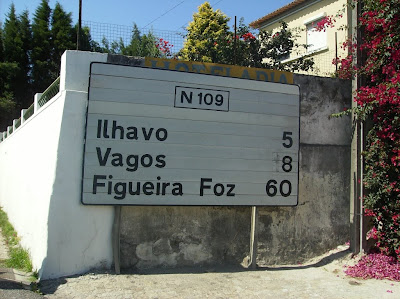 N 109
Ilhavo 5
Vagos 8
Figueira Foz 60